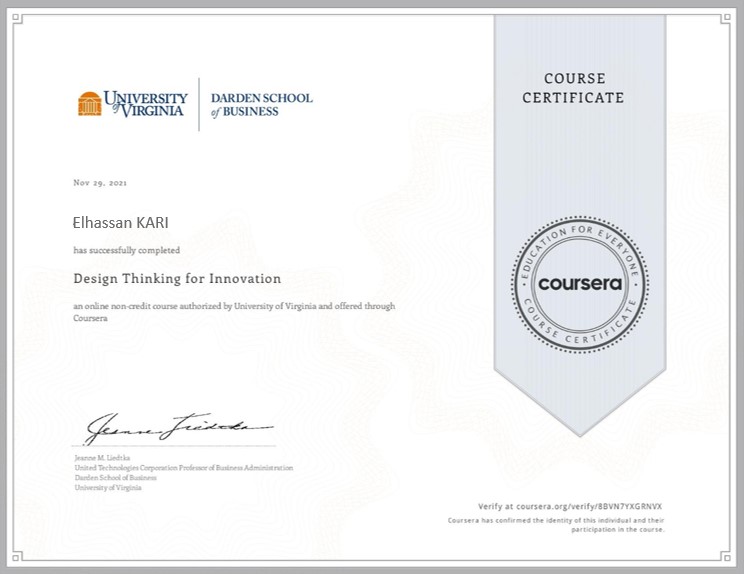 UNIVERSITY
of VIRGINIA
DARDEN SCHOOL
of BUSINESS
COURSE
CERTIFICATE
Nov 29, 2021
Elhassan KARI
has successfully completed
Design Thinking for Innovation
an online non-credit course authorized by University of Virginia and offered through
Coursera
EDUCATION FOR EVERYONE
coursera
COURSE CERTIFICATE
Jeanne Liedtka
Jeanne M. Liedtka
United Technologies Corporation Professor of Business Administration
Darden School of Business
University of Virginia
Verify at coursera.org/verify/8BVN7YXGRNVX
Coursera has confirmed the identity of this individual and their
participation in the course.